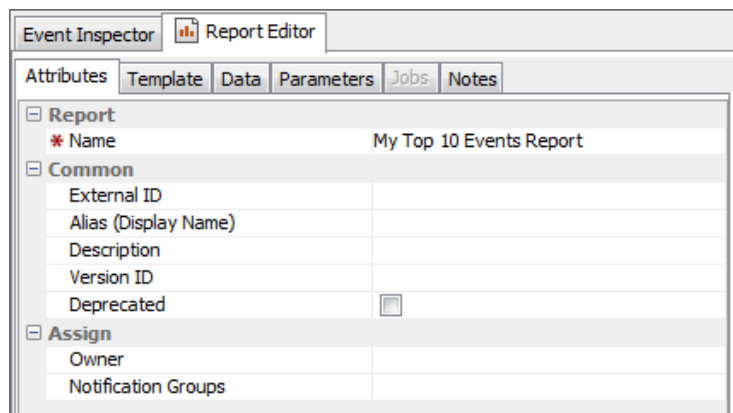 Event Inspector Report Editor
Attributes Template Data Parameters Jobs Notes
Report
* Name My Top 10 Events Report
Common
External ID
Alias (Display Name)
Description
Version ID
Deprecated
Assign
Owner
Notification Groups